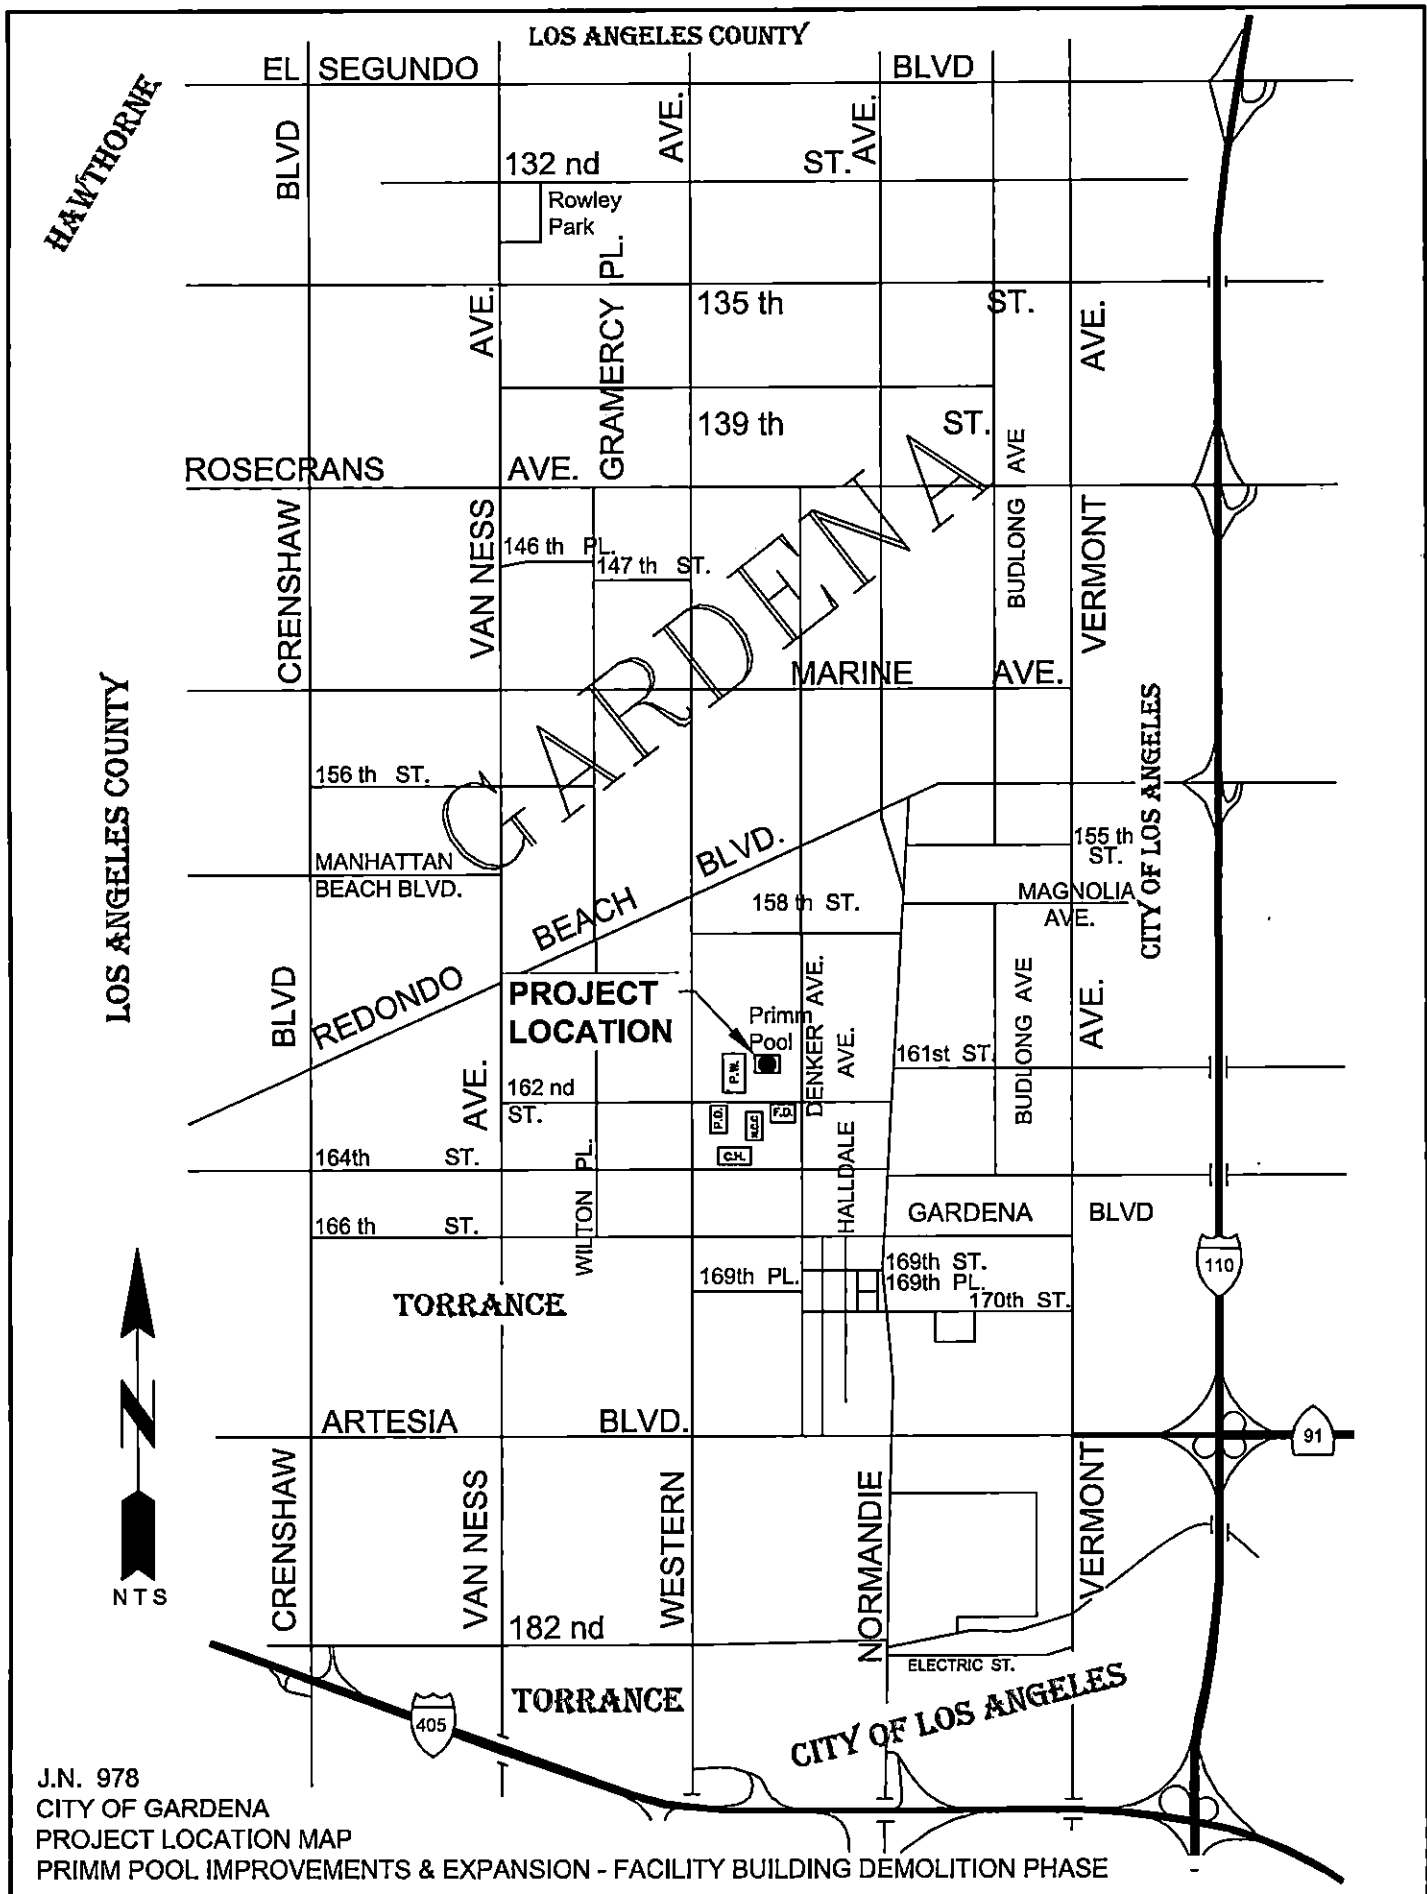 LOS ANGELES COUNTY
EL SEGUNDO BLVD
HAWTHORNE
BLVD
AVE.
AVE.
132 nd ST.
Rowley
Park
GRAMERCY PL.
135 th ST.
AVE.
AVE.
139 th ST.
ROSECRANS AVE.
BUDLONG AVE
CRENSHAW
VAN NESS
VERMONT
146 th PL.
147 th ST.
GARDENA
MARINE AVE.
LOS ANGELES COUNTY
CITY OF LOS ANGELES
156 th ST.
155 th
ST.
MANHATTAN
BEACH BLVD.
MAGNOLIA
AVE.
158 th ST.
REDONDO BEACH BLVD.
BLVD
PROJECT
LOCATION
Primm
Pool
DENKER AVE.
HALLDALE AVE.
161st ST.
BUDLONG AVE
AVE.
AVE.
P.W.
162 nd
ST.
P.D.
N.C.C
F.D.
C.H.
164th ST.
WILTON PL.
GARDENA BLVD
166 th ST.
169th PL.
169th ST.
169th PL.
170th ST.
110
TORRANCE
N
NTS
ARTESIA BLVD.
91
CRENSHAW
VAN NESS
WESTERN
NORMANDIE
VERMONT
182 nd
ELECTRIC ST.
TORRANCE
CITY OF LOS ANGELES
405
J.N. 978
CITY OF GARDENA
PROJECT LOCATION MAP
PRIMM POOL IMPROVEMENTS & EXPANSION - FACILITY BUILDING DEMOLITION PHASE